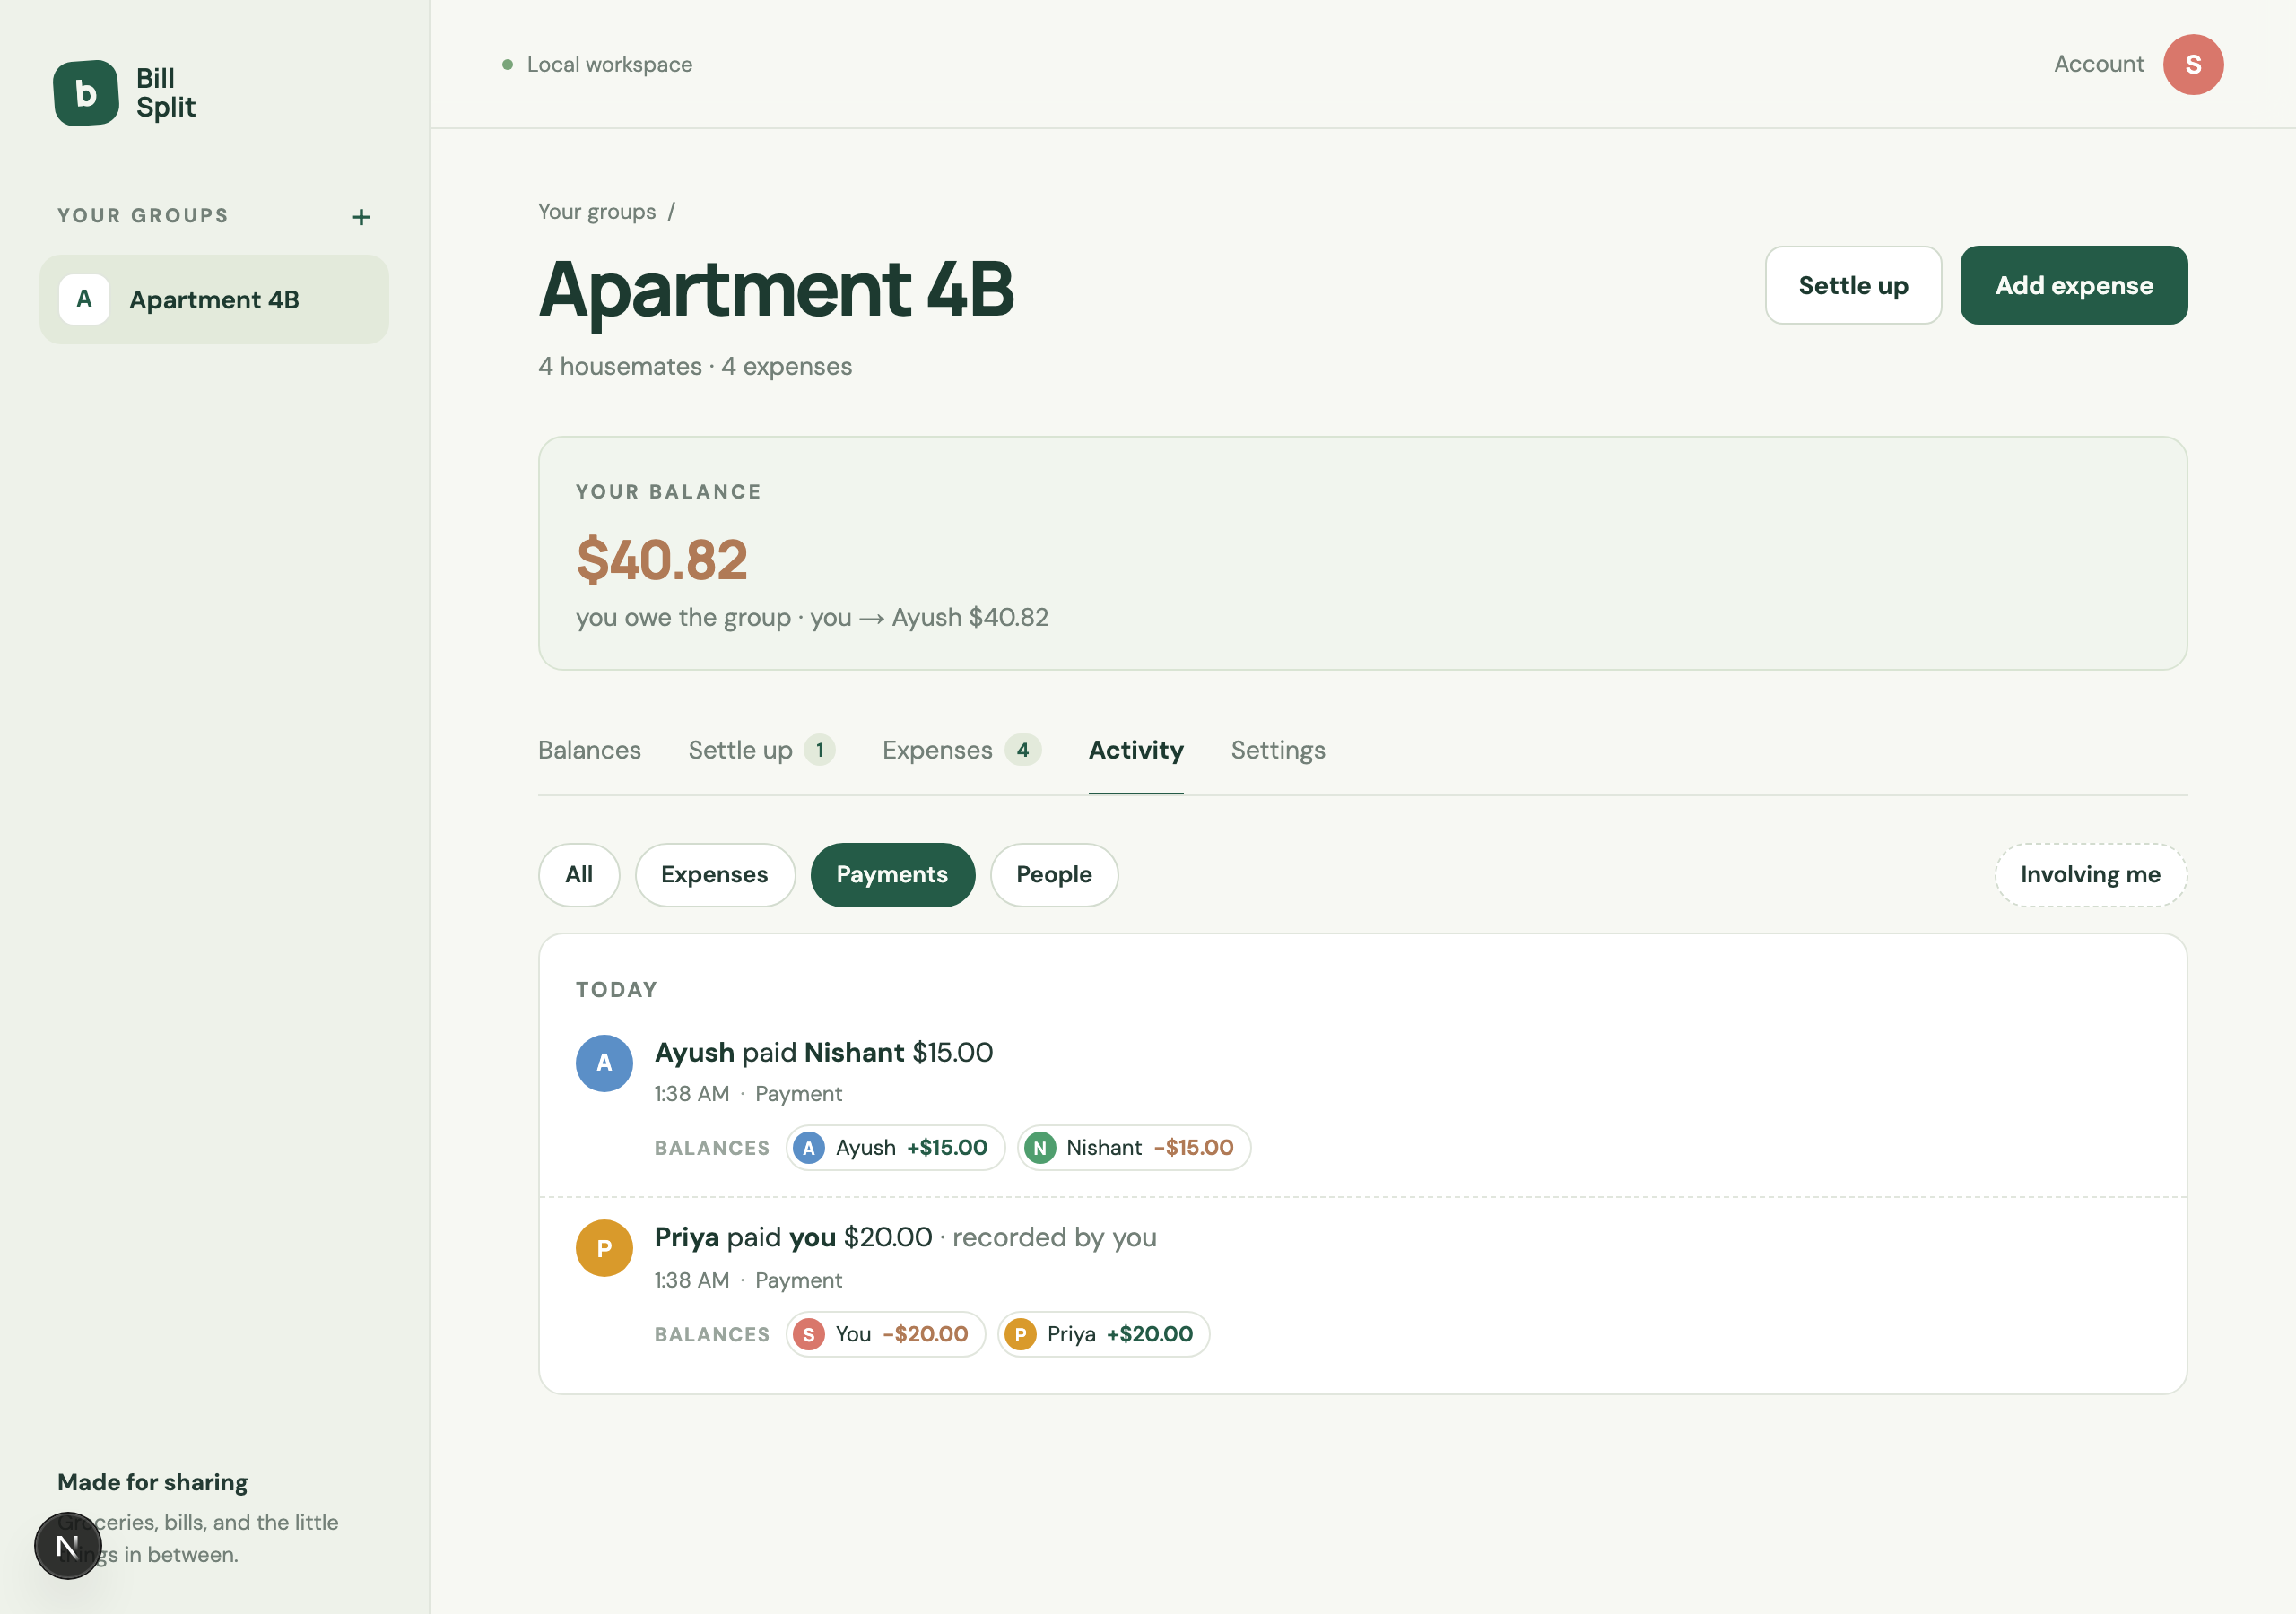 b
Bill
Split
YOUR GROUPS +
A Apartment 4B
Made for sharing
Groceries, bills, and the little
things in between.
N
Local workspace
Account S
Your groups /
Apartment 4B
Settle up
Add expense
4 housemates · 4 expenses
YOUR BALANCE
$40.82
you owe the group · you → Ayush $40.82
Balances Settle up 1 Expenses 4 Activity Settings
All Expenses Payments People Involving me
TODAY
A Ayush paid Nishant $15.00
1:38 AM · Payment
BALANCES A Ayush +$15.00 N Nishant -$15.00
P Priya paid you $20.00 · recorded by you
1:38 AM · Payment
BALANCES S You -$20.00 P Priya +$20.00